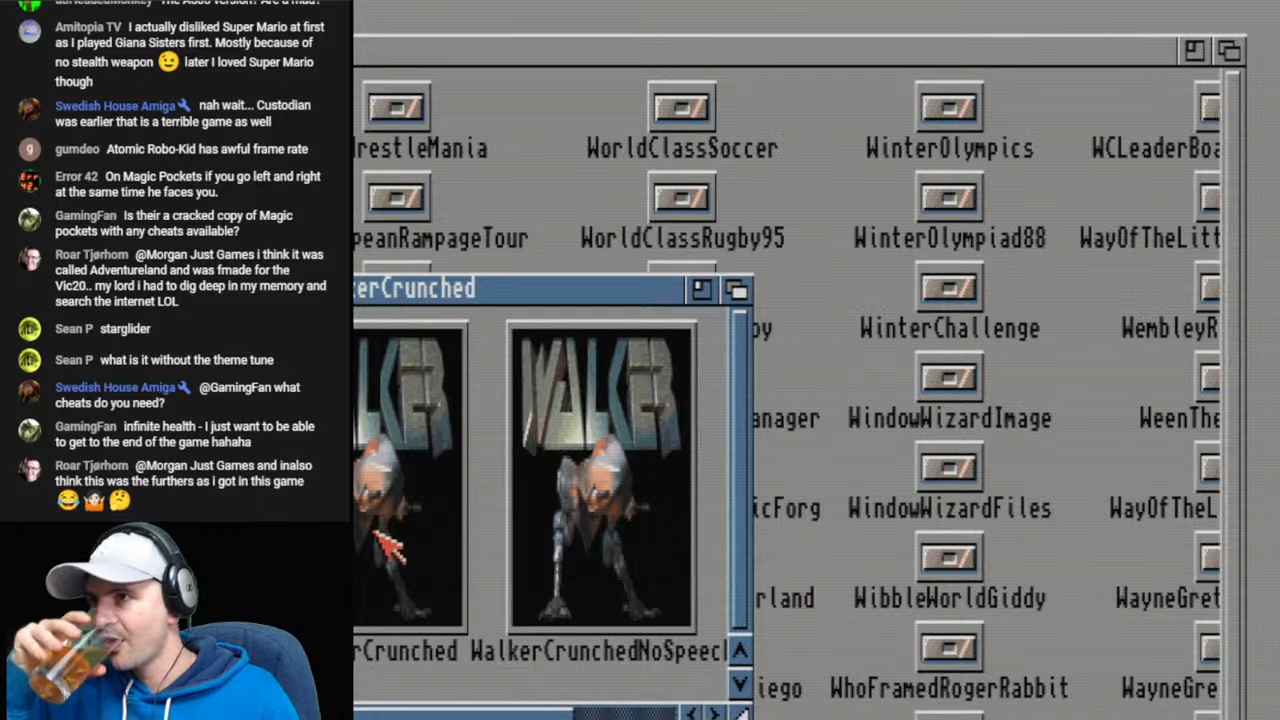 Amitopia TV I actually disliked Super Mario at first
as I played Giana Sisters first. Mostly because of
no stealth weapon 😉 later I loved Super Mario
though
Swedish House Amiga nah wait... Custodian
was earlier that is a terrible game as well
gumdeo Atomic Robo-Kid has awful frame rate
Error 42 On Magic Pockets if you go left and right
at the same time he faces you.
GamingFan Is their a cracked copy of Magic
pockets with any cheats available?
Roar Tjørhom @Morgan Just Games i think it was
called Adventureland and was fmade for the
Vic20.. my lord i had to dig deep in my memory and
search the internet LOL
Sean P starglider
Sean P what is it without the theme tune
Swedish House Amiga @GamingFan what
cheats do you need?
GamingFan infinite health - I just want to be able
to get to the end of the game hahaha
Roar Tjørhom @Morgan Just Games and inalso
think this was the furthers as i got in this game
😂 🤷🏻 🤔
restleMania WorldClassSoccer WinterOlympics WCLeaderBoa
peanRampageTour WorldClassRugby95 WinterOlympiad88 WayOfTheLitt
kerCrunched
by WinterChallenge WembleyR
WALKER
anager WindowWizardImage WeenThe
icForg WindowWizardFiles WayOfTheL
rland WibbleWorldGiddy WayneGret
rCrunched WalkerCrunchedNoSpeec
iego WhoFramedRogerRabbit WayneGre